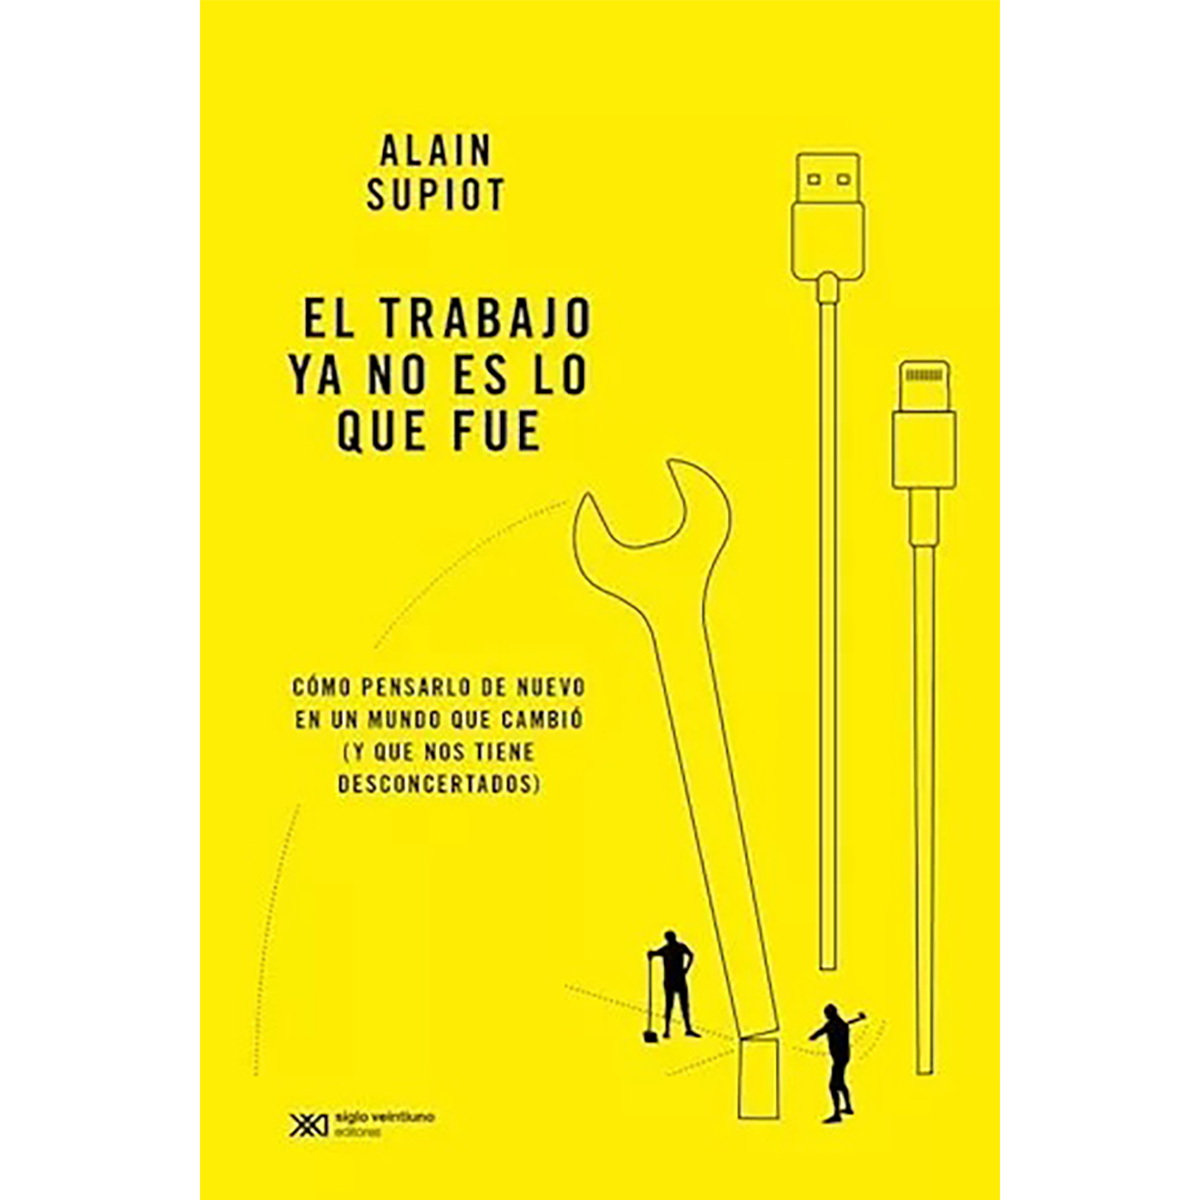 ALAIN
SUPIOT
EL TRABAJO
YA NO ES LO
QUE FUE
CÓMO PENSARLO DE NUEVO
EN UN MUNDO QUE CAMBIÓ
(Y QUE NOS TIENE
DESCONCERTADOS)
siglo veintiuno
editores